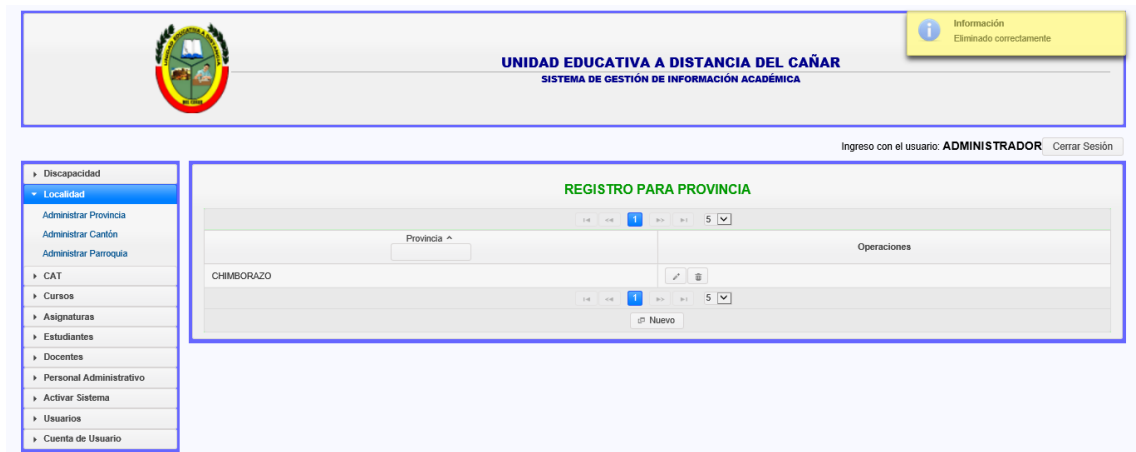 Información
Eliminado correctamente
UNIDAD EDUCATIVA A DISTANCIA DEL CAÑAR
SISTEMA DE GESTIÓN DE INFORMACIÓN ACADÉMICA
Ingreso con el usuario: ADMINISTRADOR Cerrar Sesión
Discapacidad
Localidad
Administrar Provincia
Administrar Cantón
Administrar Parroquia
CAT
Cursos
Asignaturas
Estudiantes
Docentes
Personal Administrativo
Activar Sistema
Usuarios
Cuenta de Usuario
REGISTRO PARA PROVINCIA
1 5
Provincia Operaciones
CHIMBORAZO
1 5
Nuevo